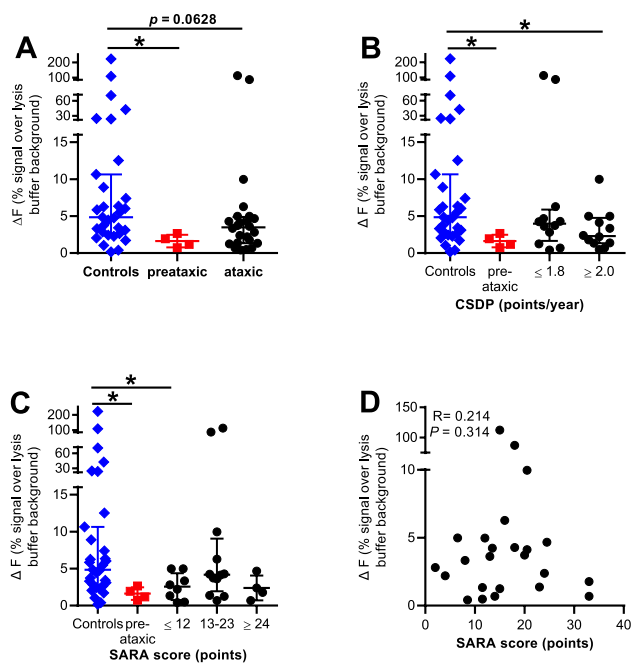 A
p = 0.0628
*
Δ F (% signal over lysis
buffer background)
200
100
60
30
15
10
5
0
Controls preataxic ataxic
B
*
*
Δ F (% signal over lysis
buffer background)
200
100
60
30
15
10
5
0
Controls pre-
ataxic ≤ 1.8 ≥ 2.0
CSDP (points/year)
C
*
*
Δ F (% signal over lysis
buffer background)
200
100
60
30
15
10
5
0
Controls pre-
ataxic ≤ 12 13-23 ≥ 24
SARA score (points)
D
R= 0.214
P = 0.314
Δ F (% signal over lysis
buffer background)
150
100
50
10
5
0
0 10 20 30 40
SARA score (points)